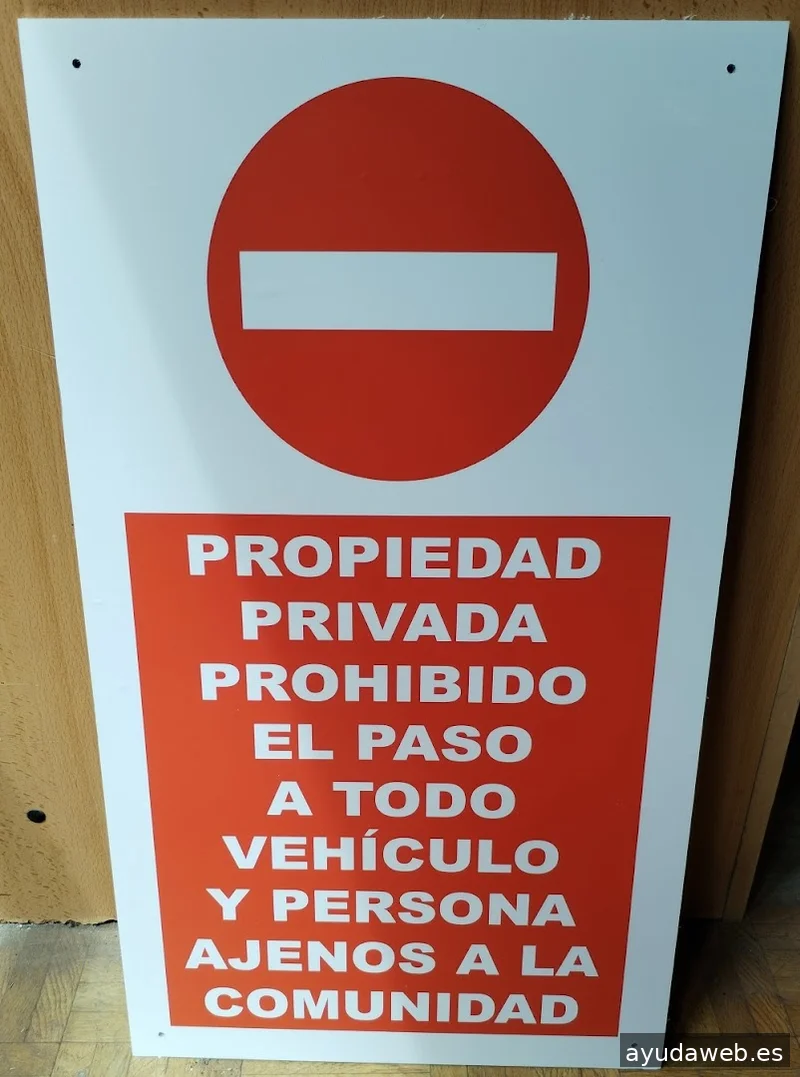 PROPIEDAD
PRIVADA
PROHIBIDO
EL PASO
A TODO
VEHÍCULO
Y PERSONA
AJENOS A LA
COMUNIDAD
ayudaweb.es